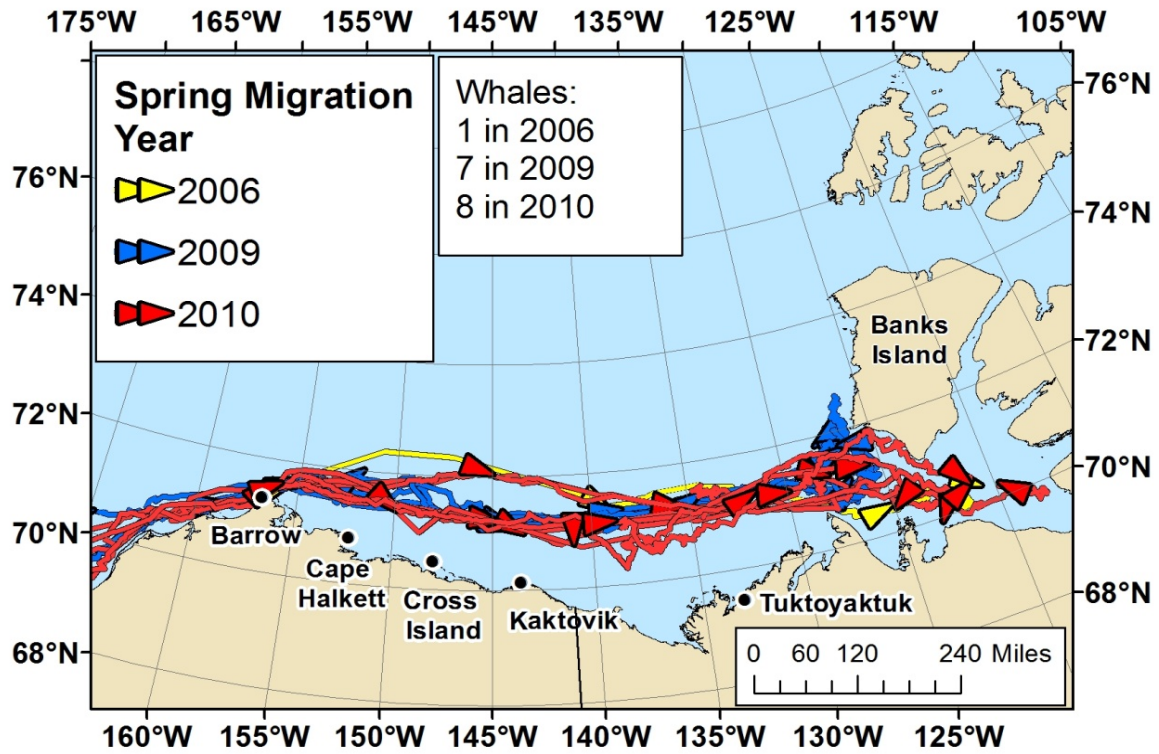 175°W 165°W 155°W 145°W 135°W 125°W 115°W 105°W
Spring Migration
Year
2006
2009
2010
Whales:
1 in 2006
7 in 2009
8 in 2010
76°N
74°N
72°N
70°N
68°N
76°N
74°N
72°N
70°N
68°N
Banks
Island
Barrow
Cape
Halkett
Cross
Island
Kaktovik
Tuktoyaktuk
0 60 120 240 Miles
160°W 155°W 150°W 145°W 140°W 135°W 130°W 125°W